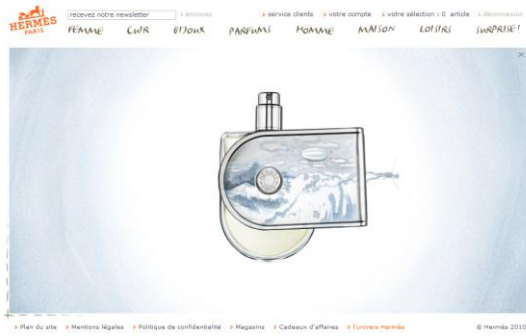 HERMÈS
PARIS
recevez notre newsletter > envoyez > service clients > votre compte > votre sélection : 0 article > déconnexion
FEMME CUIR BIJOUX PARFUMS HOMME MAISON LOISIRS SURPRISE!
> Plan du site > Mentions légales > Politique de confidentialité > Magasins > Cadeaux d'affaires > l'univers Hermès © Hermès 2010